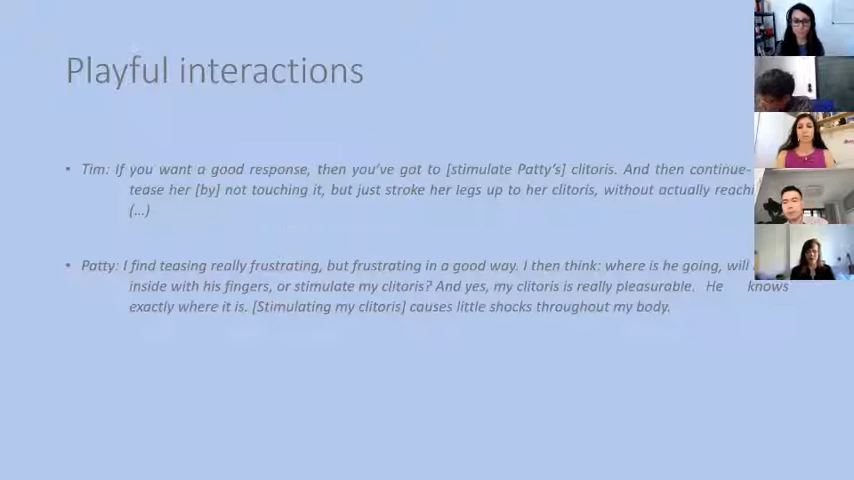 Playful interactions
• Tim: If you want a good response, then you've got to [stimulate Patty's] clitoris. And then continue-
tease her [by] not touching it, but just stroke her legs up to her clitoris, without actually
(...)
• Patty: I find teasing really frustrating, but frustrating in a good way. I then think: where is he going, will
inside with his fingers, or stimulate my clitoris? And yes, my clitoris is really pleasurable. He knows
exactly where it is. [Stimulating my clitoris] causes little shocks throughout my body.